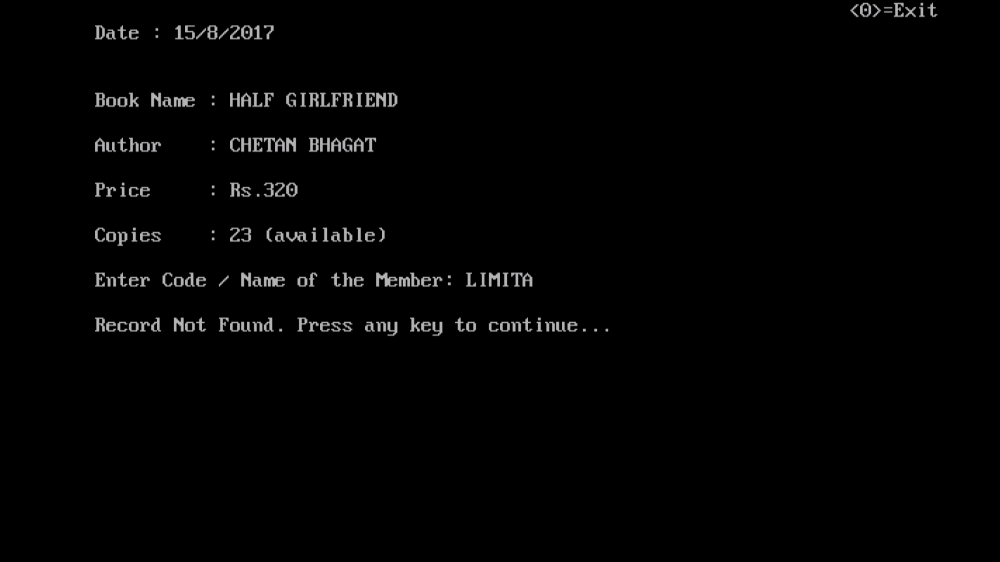 <0>=Exit
Date : 15/8/2017
Book Name : HALF GIRLFRIEND
Author : CHETAN BHAGAT
Price : Rs.320
Copies : 23 (available)
Enter Code / Name of the Member: LIMITA
Record Not Found. Press any key to continue...